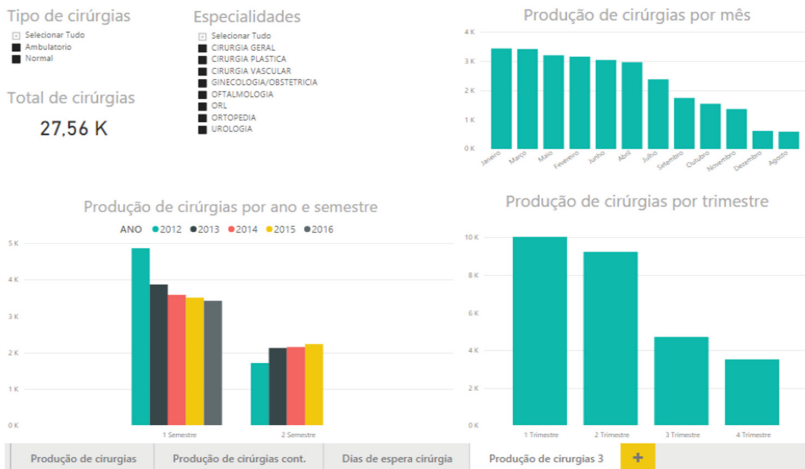 Tipo de cirúrgias
Selecionar Tudo
Ambulatorio
Normal
Total de cirúrgias
27.56 K
Especialidades
Selecionar Tudo
CIRURGIA GERAL
CIRURGIA PLASTICA
CIRURGIA VASCULAR
GINECOLOGIA/OBSTETRICIA
OFTALMOLOGIA
ORL
ORTOPEDIA
UROLOGIA
Produção de cirúrgias por mês
4 K
3 K
2 K
1 K
0 K
Janeiro
Março
Maio
Fevereiro
Junho
Abril
Julho
Setembro
Outubro
Novembro
Dezembro
Agosto
Produção de cirúrgias por ano e semestre
ANO 2012 2013 2014 2015 2016
5 K
4 K
3 K
2 K
1 K
0 K
1 Semestre
2 Semestre
Produção de cirúrgias por trimestre
10 K
8 K
6 K
4 K
2 K
0 K
1 Trimestre
2 Trimestre
3 Trimestre
4 Trimestre
Produção de cirurgias
Produção de cirúrgias cont.
Dias de espera cirúrgia
Produção de cirurgias 3
+